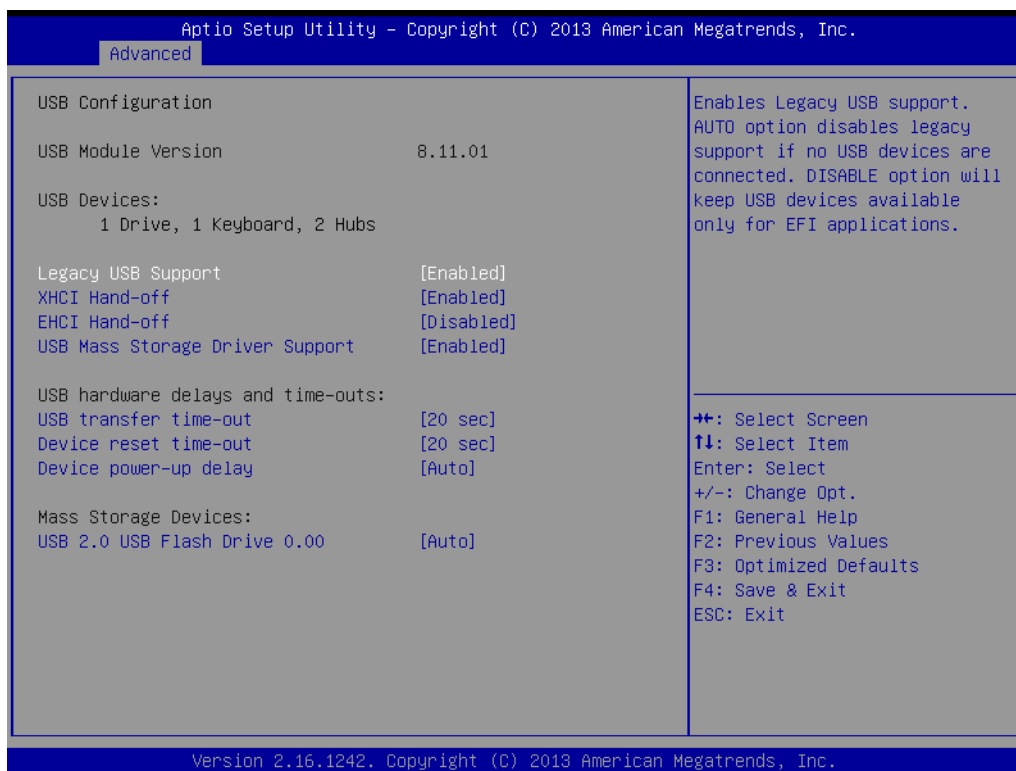 Aptio Setup Utility – Copyright (C) 2013 American Megatrends, Inc.
Advanced
USB Configuration
USB Module Version 8.11.01
USB Devices:
1 Drive, 1 Keyboard, 2 Hubs
Legacy USB Support [Enabled]
XHCI Hand-off [Enabled]
EHCI Hand-off [Disabled]
USB Mass Storage Driver Support [Enabled]
USB hardware delays and time-outs:
USB transfer time-out [20 sec]
Device reset time-out [20 sec]
Device power-up delay [Auto]
Mass Storage Devices:
USB 2.0 USB Flash Drive 0.00 [Auto]
Enables Legacy USB support.
AUTO option disables legacy
support if no USB devices are
connected. DISABLE option will
keep USB devices available
only for EFI applications.
→←: Select Screen
↑↓: Select Item
Enter: Select
+/-: Change Opt.
F1: General Help
F2: Previous Values
F3: Optimized Defaults
F4: Save & Exit
ESC: Exit
Version 2.16.1242. Copyright (C) 2013 American Megatrends, Inc.